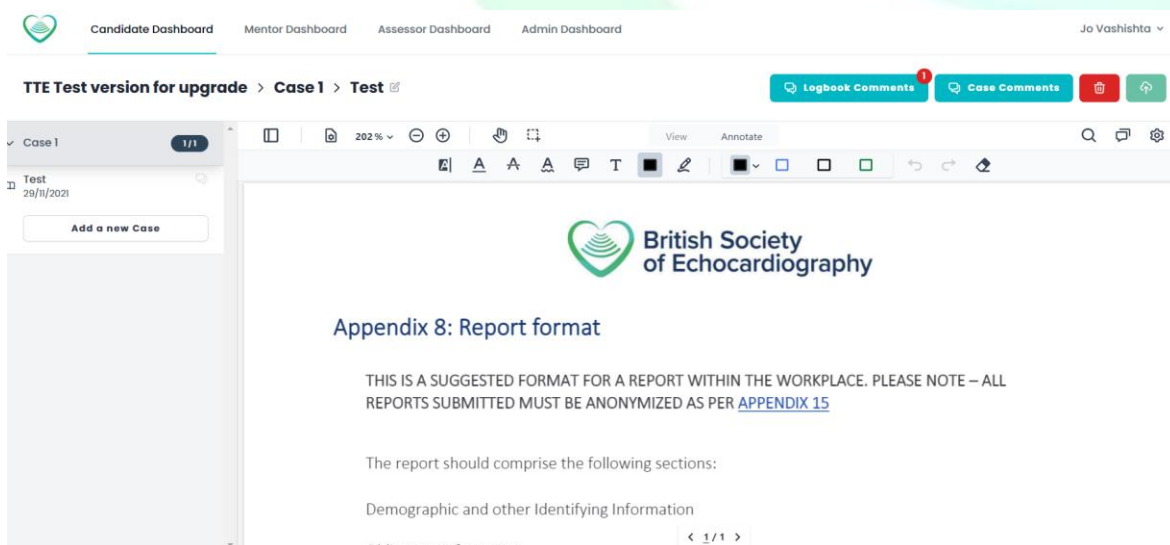 Candidate Dashboard Mentor Dashboard Assessor Dashboard Admin Dashboard Jo Vashishta
TTE Test version for upgrade > Case 1 > Test
Logbook Comments 1 Case Comments
Case 1 1/1
202 % View Annotate
Test
29/11/2021
Add a new Case
British Society
of Echocardiography
Appendix 8: Report format
THIS IS A SUGGESTED FORMAT FOR A REPORT WITHIN THE WORKPLACE. PLEASE NOTE – ALL
REPORTS SUBMITTED MUST BE ANONYMIZED AS PER APPENDIX 15
The report should comprise the following sections:
Demographic and other Identifying Information
< 1/1 >